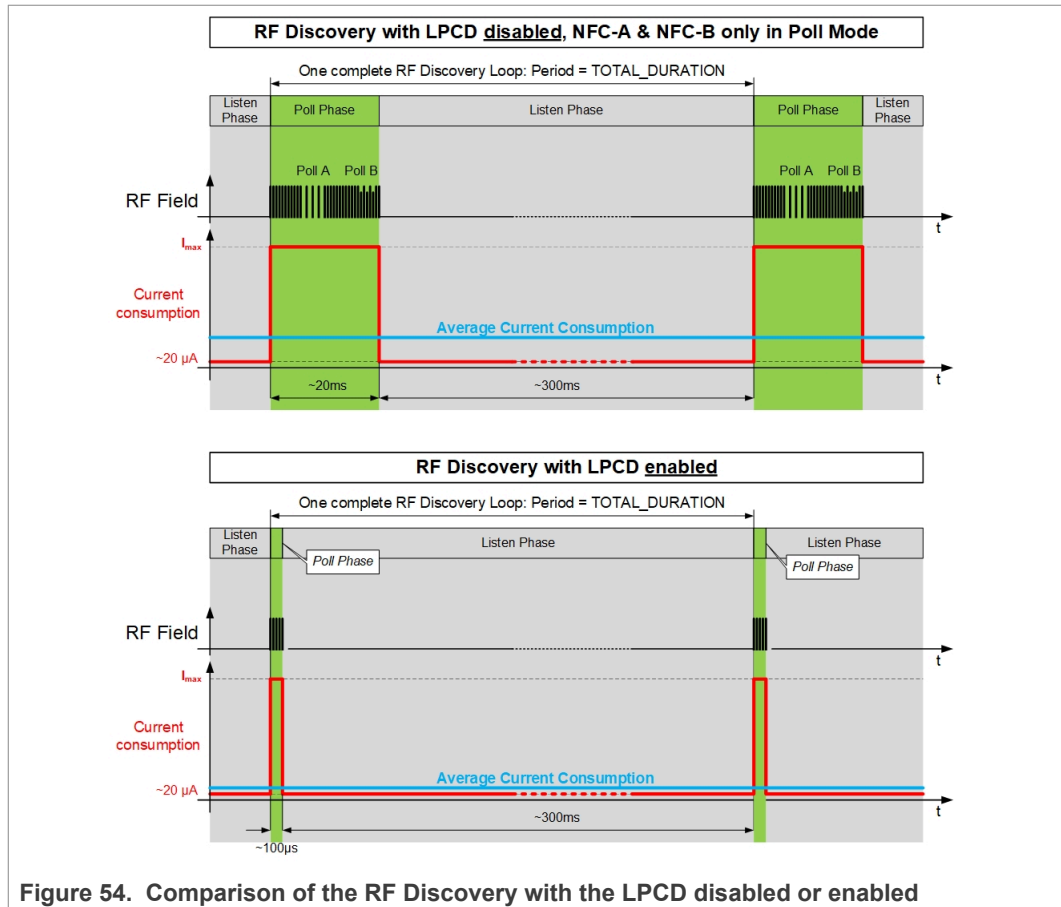 RF Discovery with LPCD disabled, NFC-A & NFC-B only in Poll Mode
One complete RF Discovery Loop: Period = TOTAL_DURATION
Listen Phase
Poll Phase
Listen Phase
Poll Phase
Listen Phase
Poll A
Poll B
Poll A
Poll B
RF Field
t
Imax
Current
consumption
Average Current Consumption
~20 µA
t
~20ms
~300ms
RF Discovery with LPCD enabled
One complete RF Discovery Loop: Period = TOTAL_DURATION
Listen
Phase
Poll Phase
Listen Phase
Poll Phase
Listen Phase
RF Field
t
Imax
Current
consumption
Average Current Consumption
~20 µA
t
~300ms
~100µs
Figure 54. Comparison of the RF Discovery with the LPCD disabled or enabled